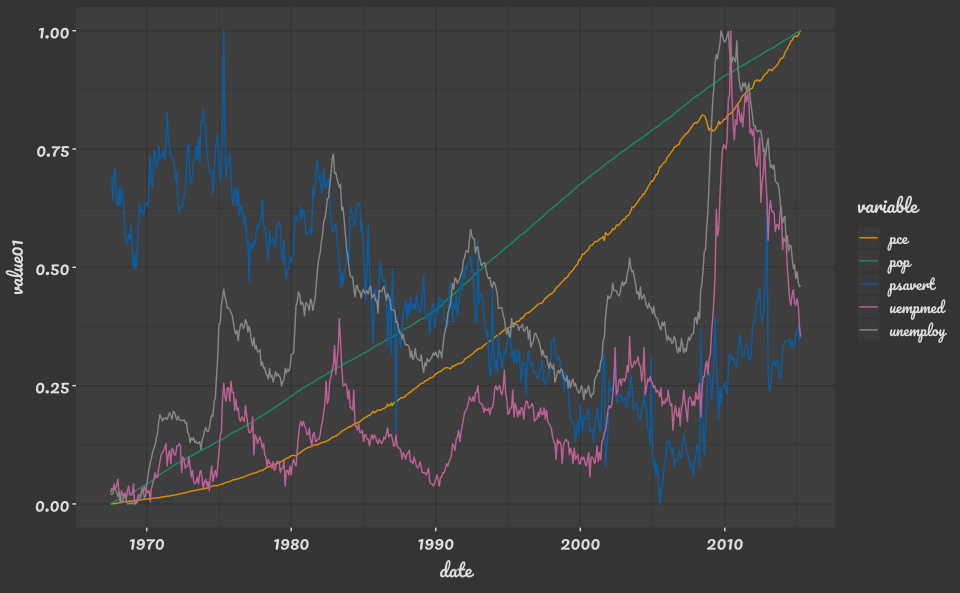 1.00
0.75
0.50
0.25
0.00
value01
1970 1980 1990 2000 2010
date
variable
pce
pop
psavert
uempmed
unemploy